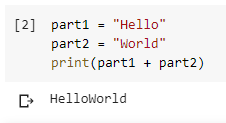 [2] part1 = "Hello"
part2 = "World"
print(part1 + part2)
HelloWorld